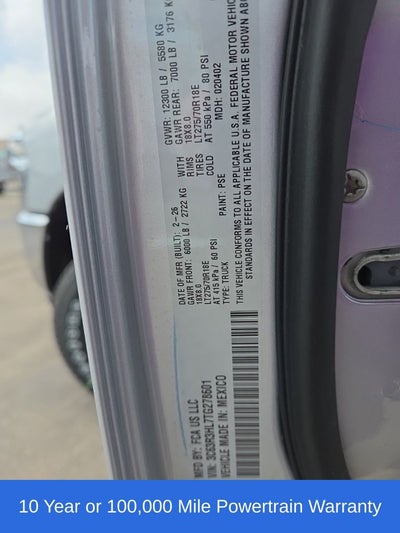 MFD BY: FCA US LLC
DATE OF MFR (BUILT): 2-26
GVWR: 12300 LB / 5580 KG
GAWR FRONT: 6000 LB / 2722 KG
WITH
GAWR REAR: 7000 LB / 3176 KG
18X8.0
RIMS
18X8.0
LT275/70R18E
TIRES
LT275/70R18E
AT 415 kPa / 60 PSI
COLD
AT 550 kPa / 80 PSI
TYPE: TRUCK
PAINT: PSE
MDH: 020402
THIS VEHICLE CONFORMS TO ALL APPLICABLE U.S.A. FEDERAL MOTOR VEHIC
STANDARDS IN EFFECT ON THE DATE OF MANUFACTURE SHOWN ABO
3C63R3HL7TG278601
VEHICLE MADE IN: MEXICO
10 Year or 100,000 Mile Powertrain Warranty